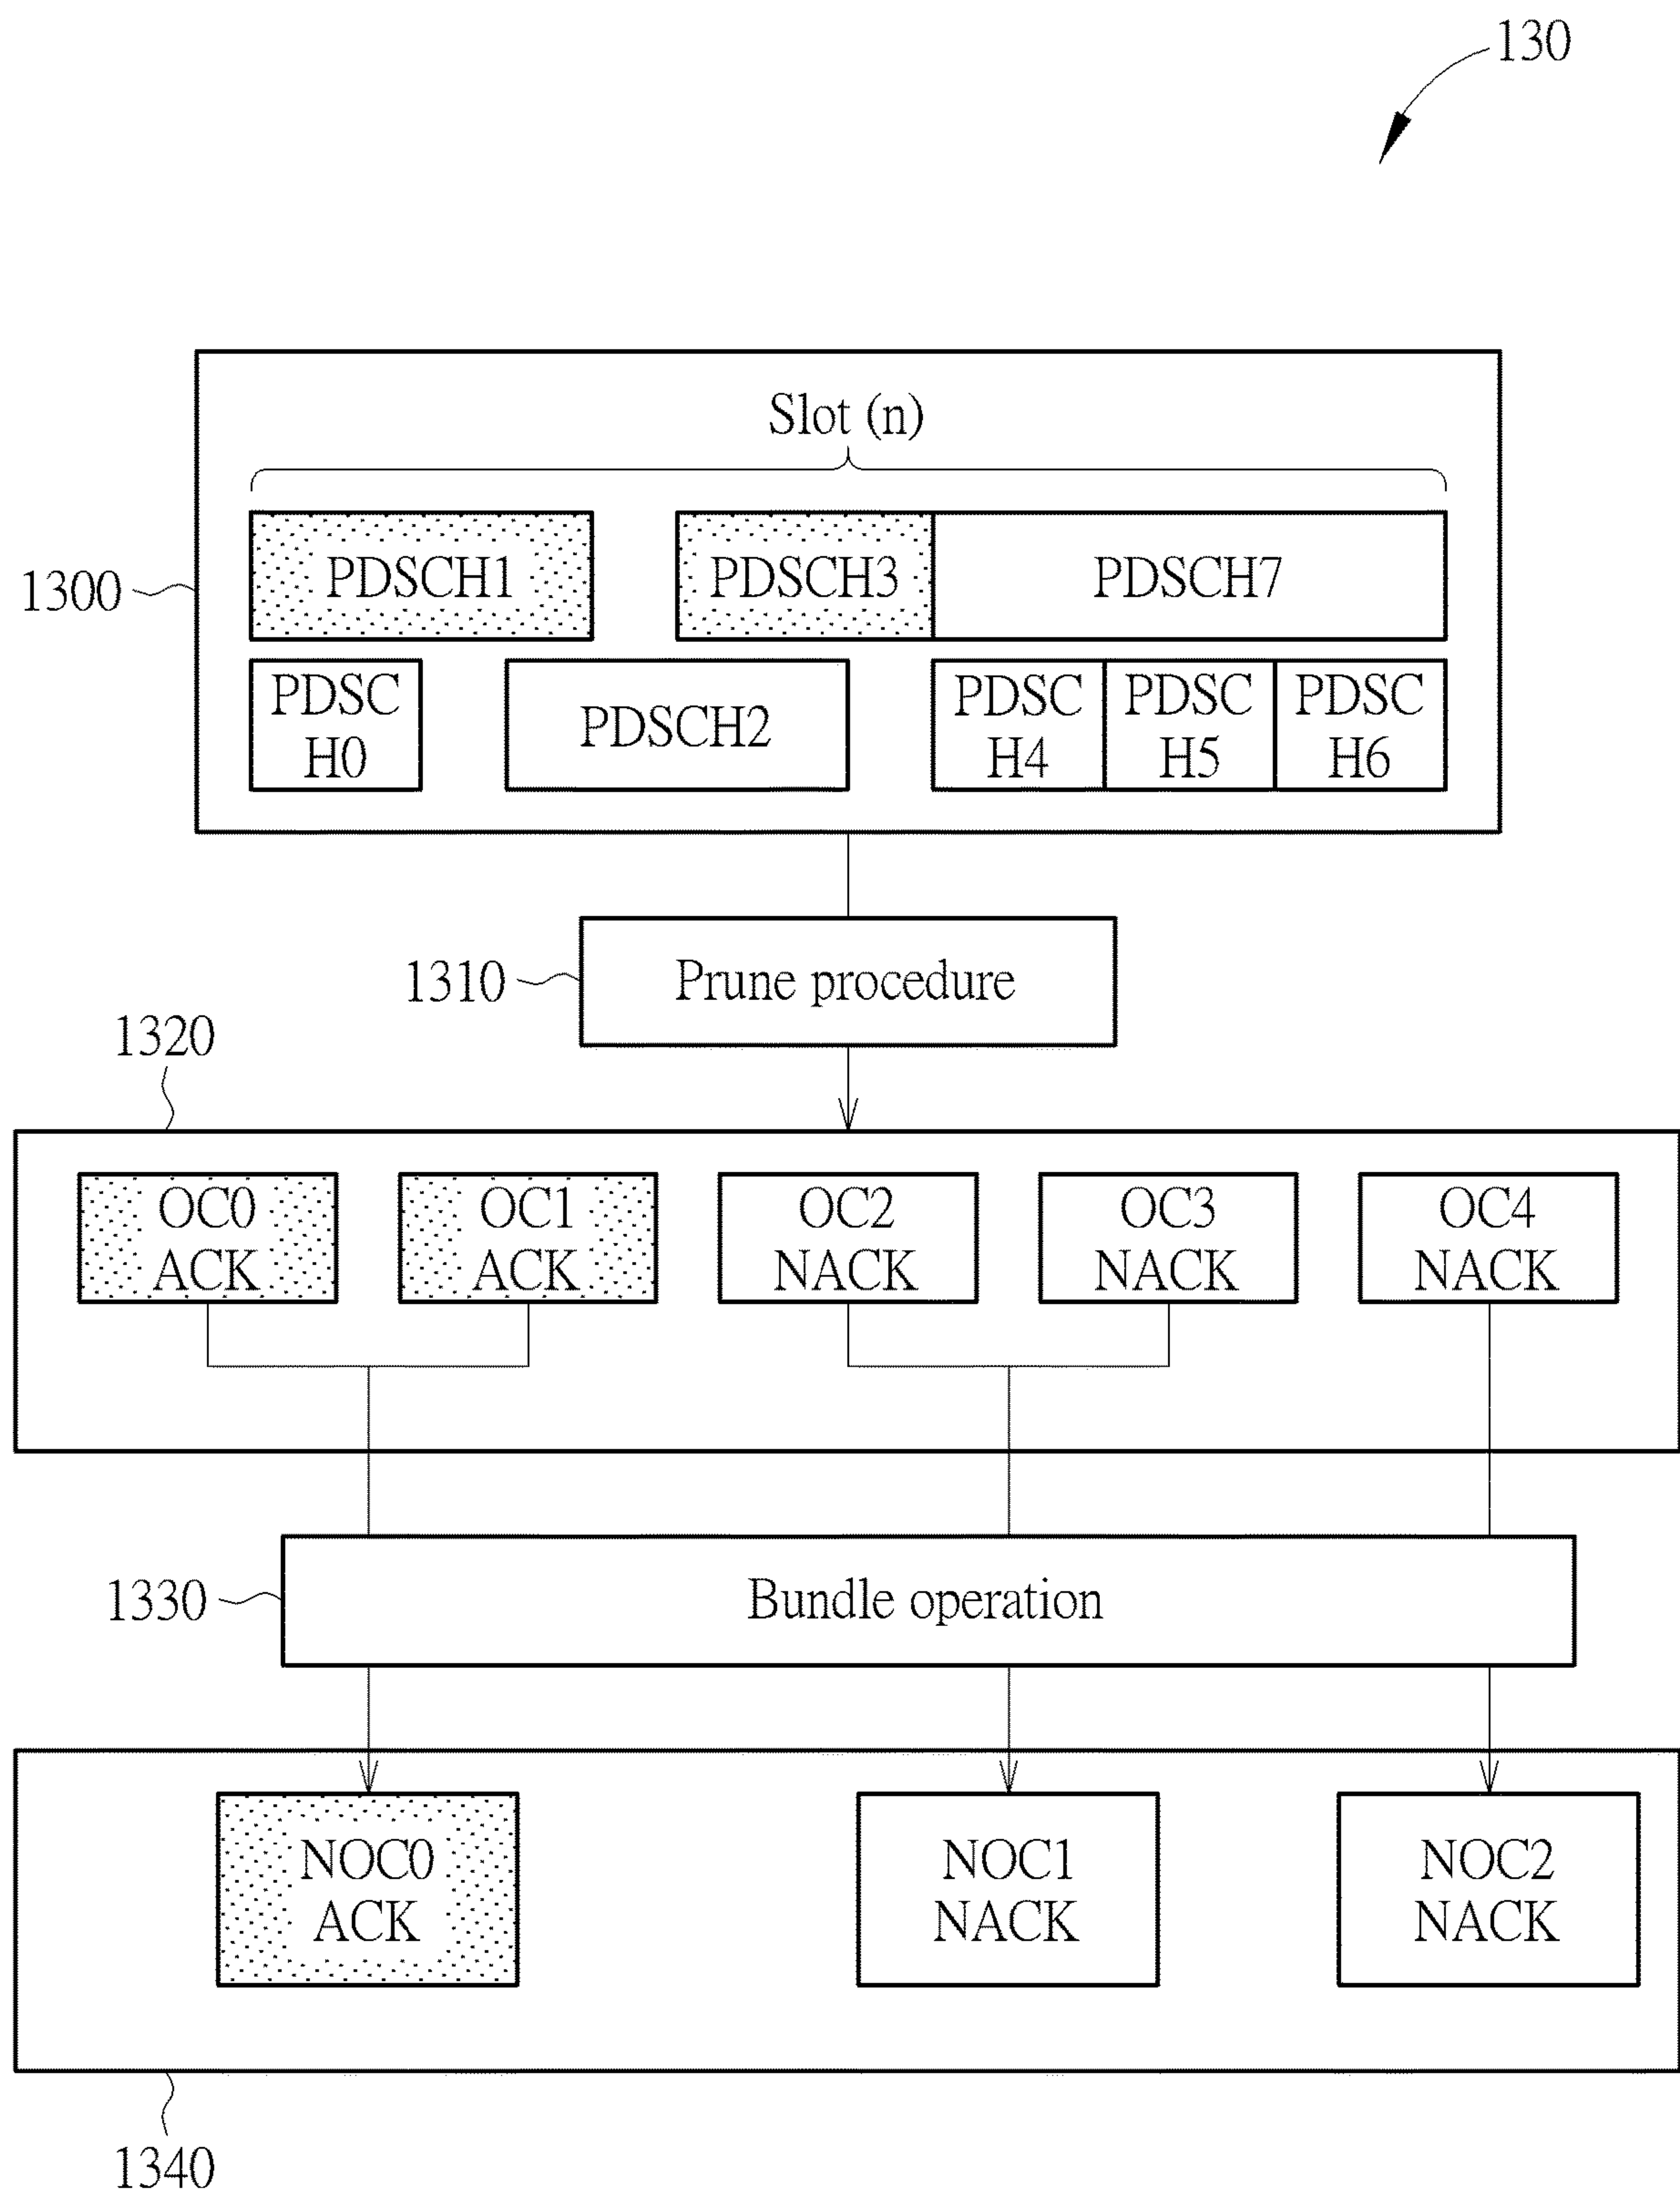 130
Slot (n)
1300
PDSCH1
PDSCH3
PDSCH7
PDSC
H0
PDSCH2
PDSC
H4
PDSC
H5
PDSC
H6
1310
Prune procedure
1320
OC0
ACK
OC1
ACK
OC2
NACK
OC3
NACK
OC4
NACK
1330
Bundle operation
NOC0
ACK
NOC1
NACK
NOC2
NACK
1340